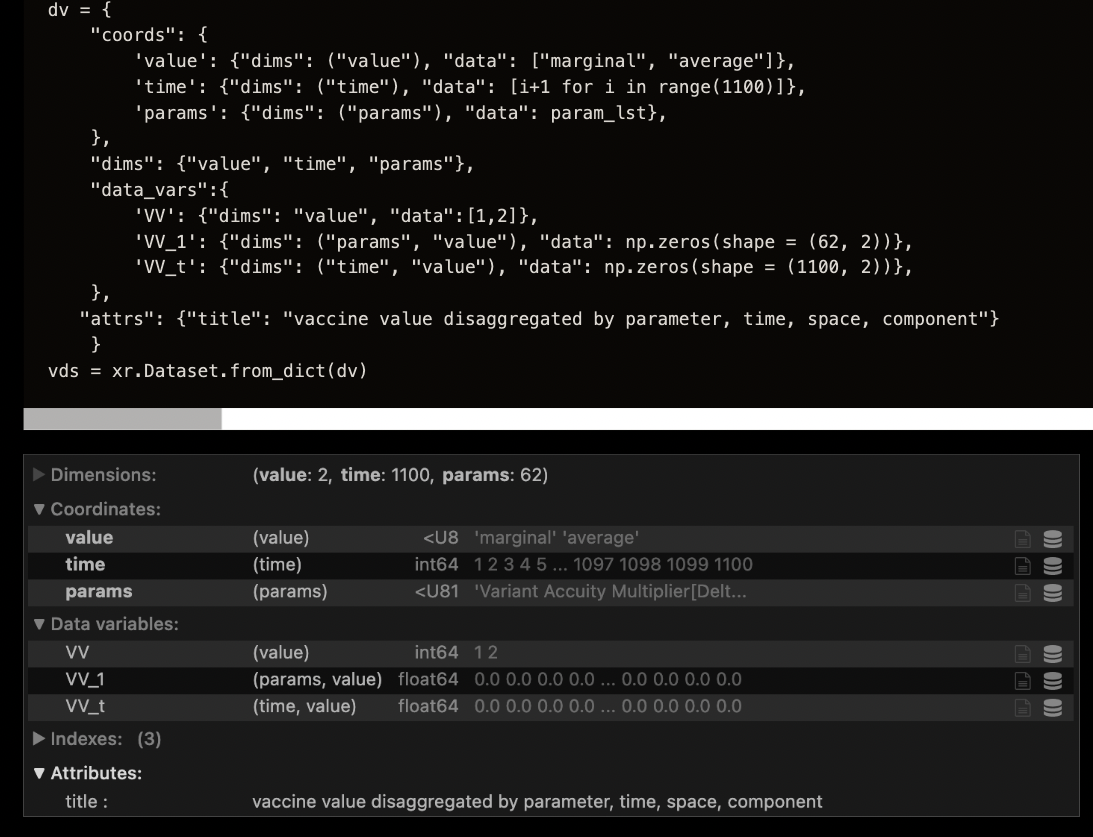 dv = {
"coords": {
'value': {"dims": ("value"), "data": ["marginal", "average"]},
'time': {"dims": ("time"), "data": [i+1 for i in range(1100)]},
'params': {"dims": ("params"), "data": param_lst},
},
"dims": {"value", "time", "params"},
"data_vars":{
'VV': {"dims": "value", "data":[1,2]},
'VV_1': {"dims": ("params", "value"), "data": np.zeros(shape = (62, 2))},
'VV_t': {"dims": ("time", "value"), "data": np.zeros(shape = (1100, 2))},
},
"attrs": {"title": "vaccine value disaggregated by parameter, time, space, component"}
}
vds = xr.Dataset.from_dict(dv)
▶ Dimensions: (value: 2, time: 1100, params: 62)
▼ Coordinates:
value (value) <U8 'marginal' 'average'
time (time) int64 1 2 3 4 5 ... 1097 1098 1099 1100
params (params) <U81 'Variant Accuity Multiplier[Delt...
▼ Data variables:
VV (value) int64 1 2
VV_1 (params, value) float64 0.0 0.0 0.0 0.0 ... 0.0 0.0 0.0 0.0
VV_t (time, value) float64 0.0 0.0 0.0 0.0 ... 0.0 0.0 0.0 0.0
▶ Indexes: (3)
▼ Attributes:
title : vaccine value disaggregated by parameter, time, space, component